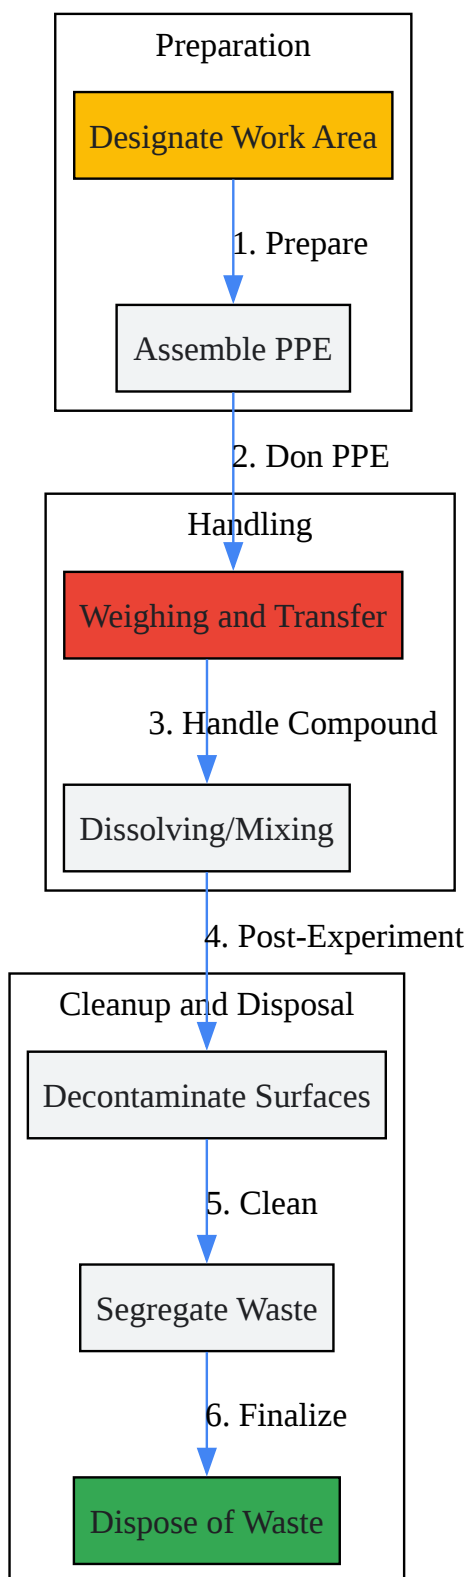 Preparation
Designate Work Area
1. Prepare
Assemble PPE
2. Don PPE
Handling
Weighing and Transfer
3. Handle Compound
Dissolving/Mixing
4. Post-Experiment
Cleanup and Disposal
Decontaminate Surfaces
5. Clean
Segregate Waste
6. Finalize
Dispose of Waste